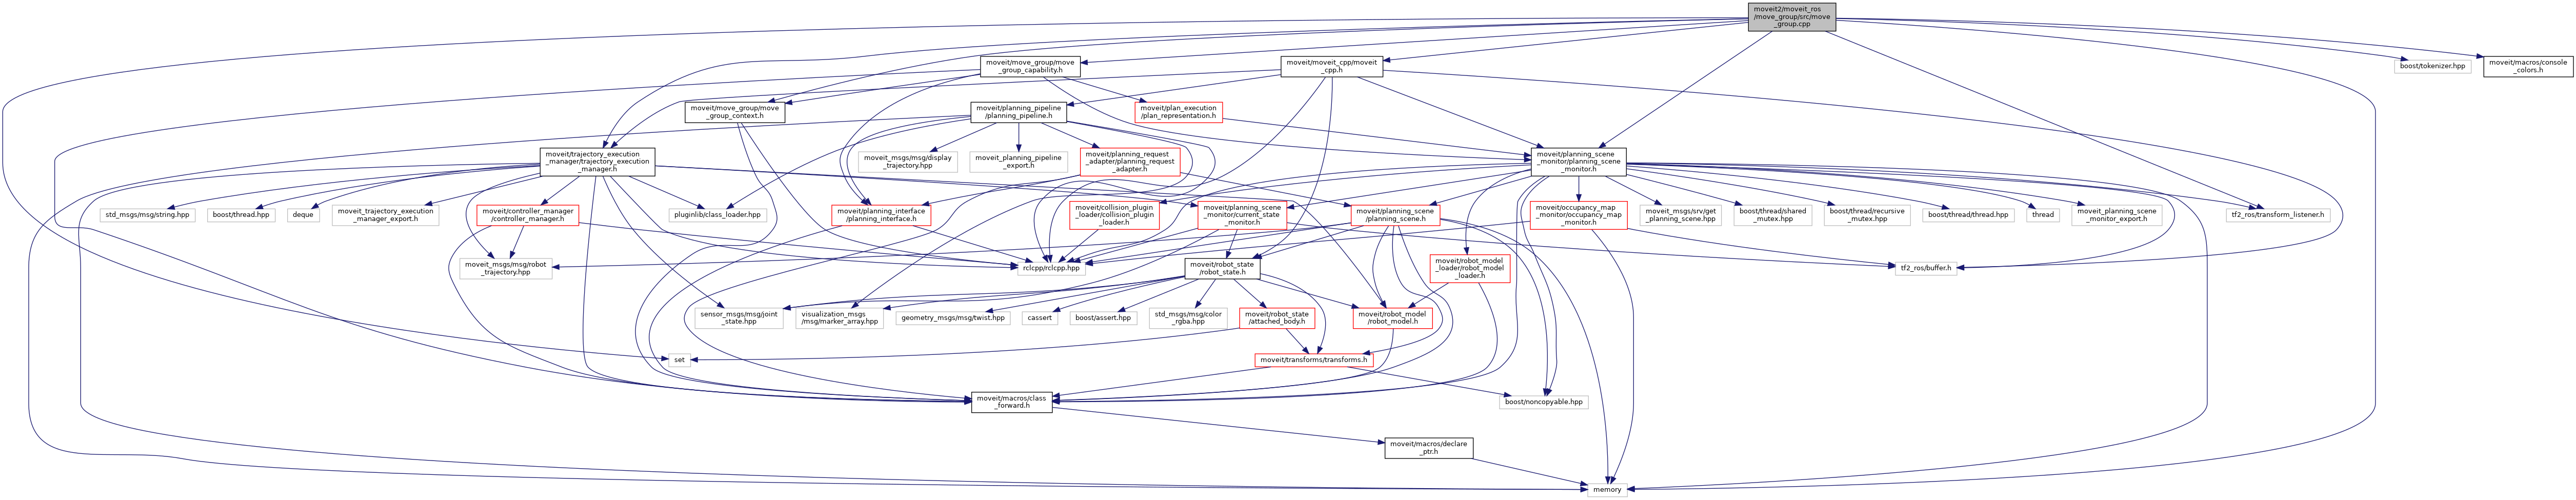 moveit2/moveit_ros
/move_group/src/move
_group.cpp
moveit/move_group/move
_group_capability.h
moveit/moveit_cpp/moveit
_cpp.h
boost/tokenizer.hpp
moveit/macros/console
_colors.h
moveit/move_group/move
_group_context.h
moveit/planning_pipeline
/planning_pipeline.h
moveit/plan_execution
/plan_representation.h
moveit/trajectory_execution
_manager/trajectory_execution
_manager.h
moveit_msgs/msg/display
_trajectory.hpp
moveit_planning_pipeline
_export.h
moveit/planning_request
_adapter/planning_request
_adapter.h
moveit/planning_scene
_monitor/planning_scene
_monitor.h
std_msgs/msg/string.hpp
boost/thread.hpp
deque
moveit_trajectory_execution
_manager_export.h
moveit/controller_manager
/controller_manager.h
pluginlib/class_loader.hpp
moveit/planning_interface
/planning_interface.h
moveit/collision_plugin
_loader/collision_plugin
_loader.h
moveit/planning_scene
_monitor/current_state
_monitor.h
moveit/planning_scene
/planning_scene.h
moveit/occupancy_map
_monitor/occupancy_map
_monitor.h
moveit_msgs/srv/get
_planning_scene.hpp
boost/thread/shared
_mutex.hpp
boost/thread/recursive
_mutex.hpp
boost/thread/thread.hpp
thread
moveit_planning_scene
_monitor_export.h
tf2_ros/transform_listener.h
moveit_msgs/msg/robot
_trajectory.hpp
rclcpp/rclcpp.hpp
moveit/robot_state
/robot_state.h
moveit/robot_model
_loader/robot_model
_loader.h
tf2_ros/buffer.h
sensor_msgs/msg/joint
_state.hpp
visualization_msgs
/msg/marker_array.hpp
geometry_msgs/msg/twist.hpp
cassert
boost/assert.hpp
std_msgs/msg/color
_rgba.hpp
moveit/robot_state
/attached_body.h
moveit/robot_model
/robot_model.h
set
moveit/transforms/transforms.h
moveit/macros/class
_forward.h
boost/noncopyable.hpp
moveit/macros/declare
_ptr.h
memory